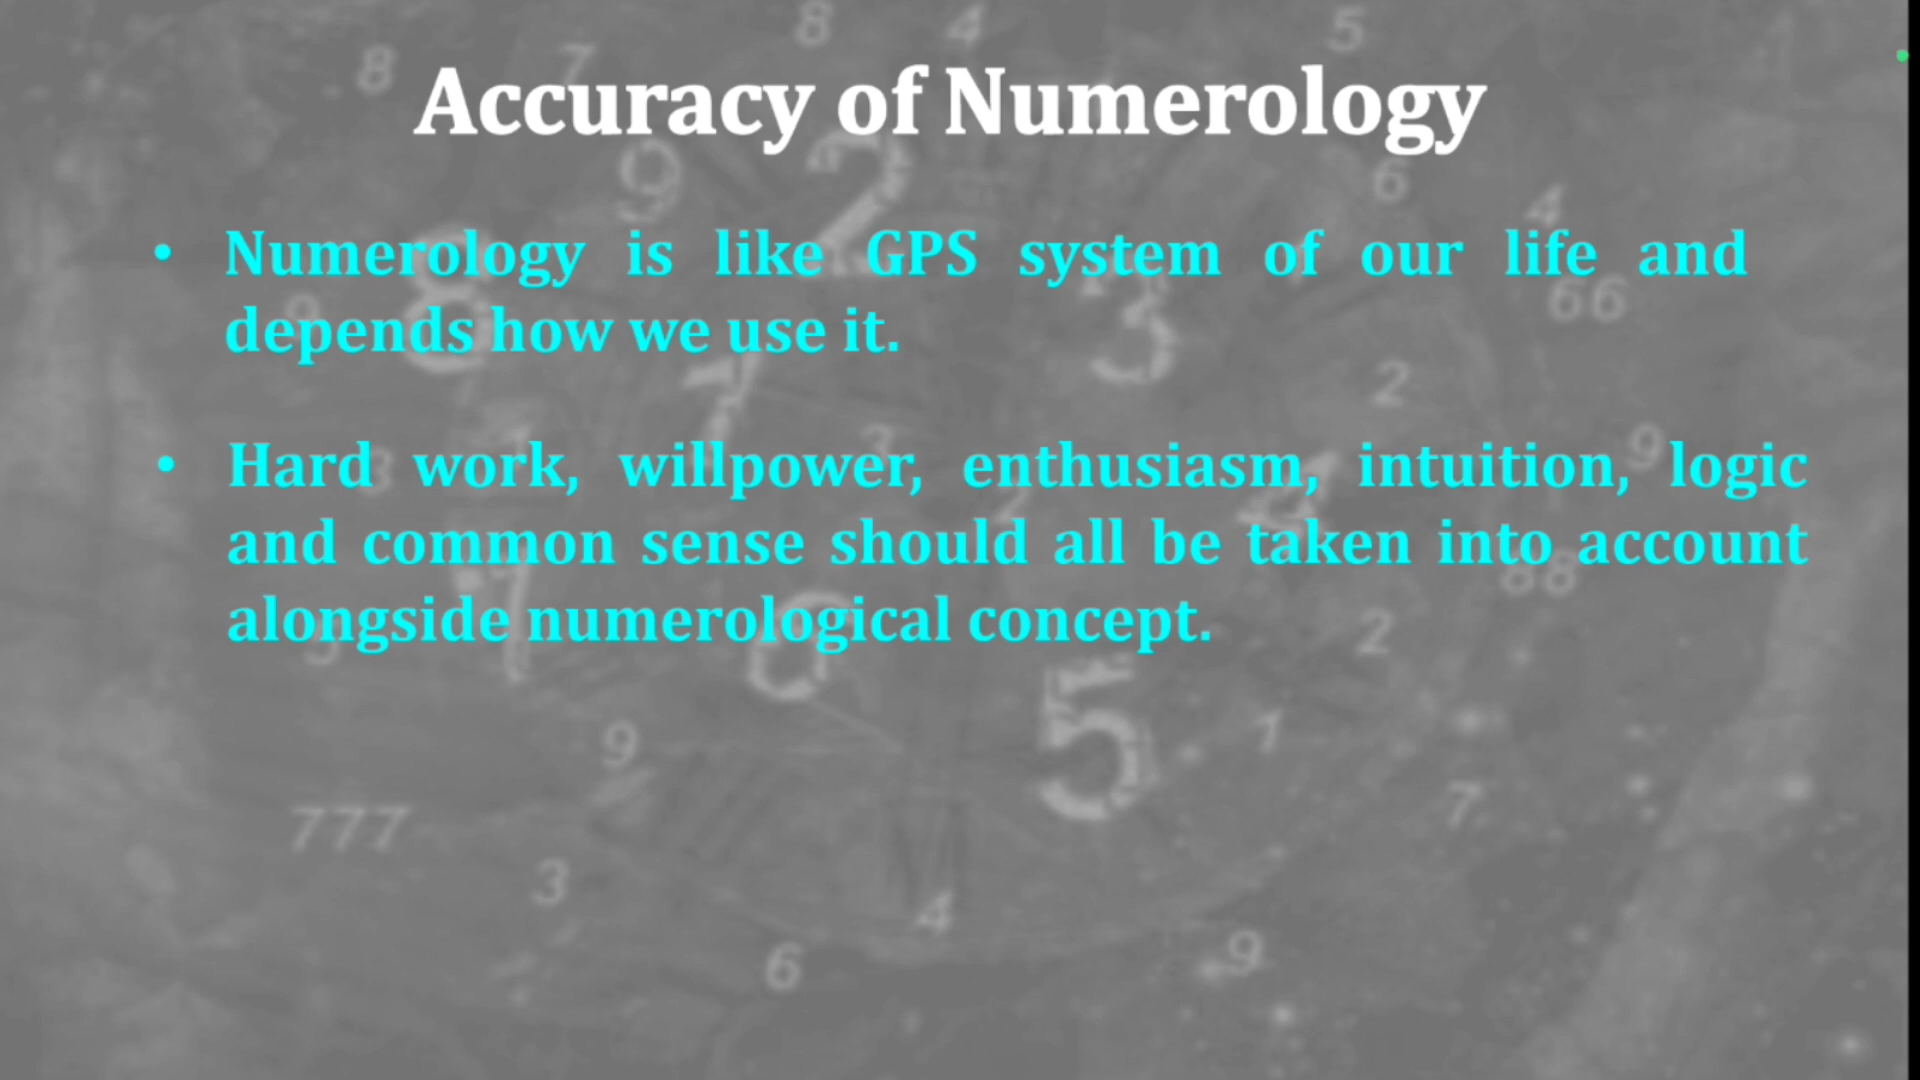 Accuracy of Numerology
• Numerology is like GPS system of our life and
depends how we use it.
• Hard work, willpower, enthusiasm, intuition, logic
and common sense should all be taken into account
alongside numerological concept.